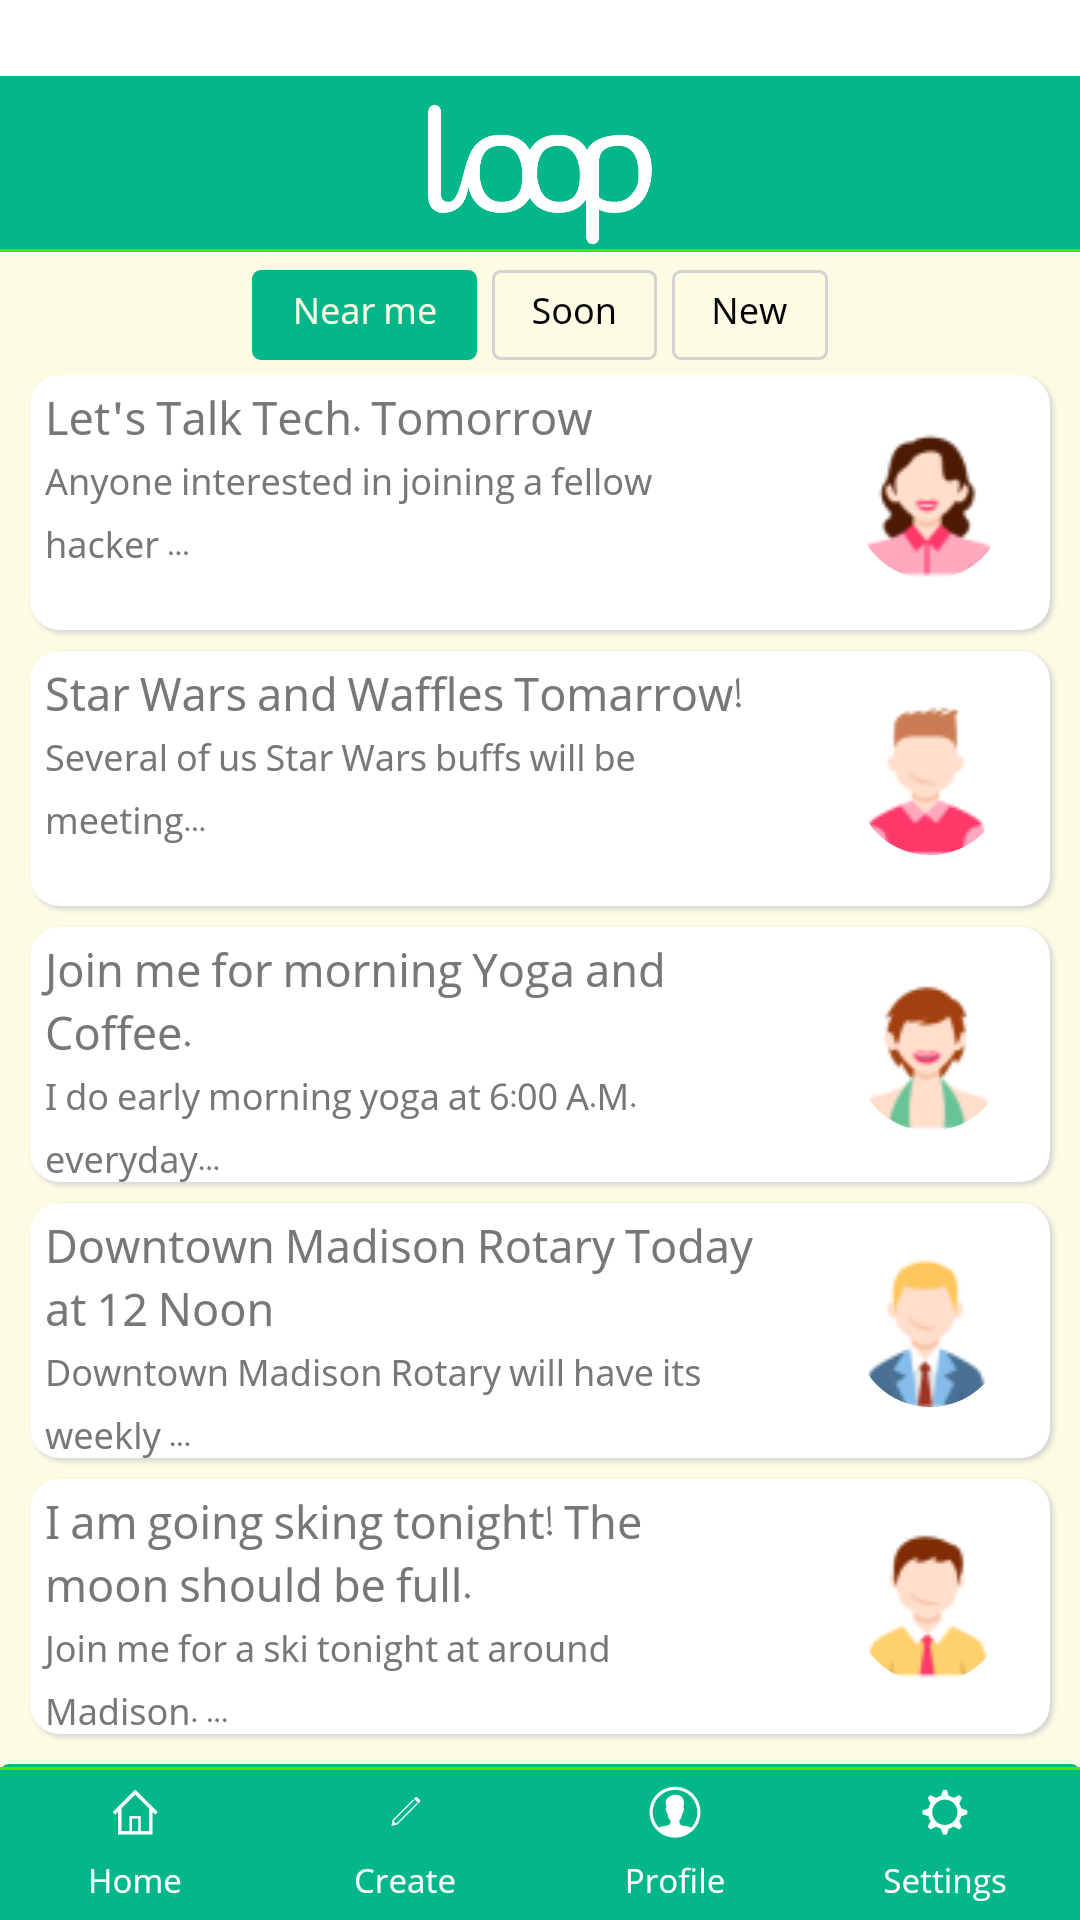 loop
Near me Soon New
Let's Talk Tech. Tomorrow
Anyone interested in joining a fellow
hacker ...
Star Wars and Waffles Tomarrow!
Several of us Star Wars buffs will be
meeting...
Join me for morning Yoga and
Coffee.
I do early morning yoga at 6:00 A.M.
everyday...
Downtown Madison Rotary Today
at 12 Noon
Downtown Madison Rotary will have its
weekly ...
I am going sking tonight! The
moon should be full.
Join me for a ski tonight at around
Madison. ...
Home Create Profile Settings